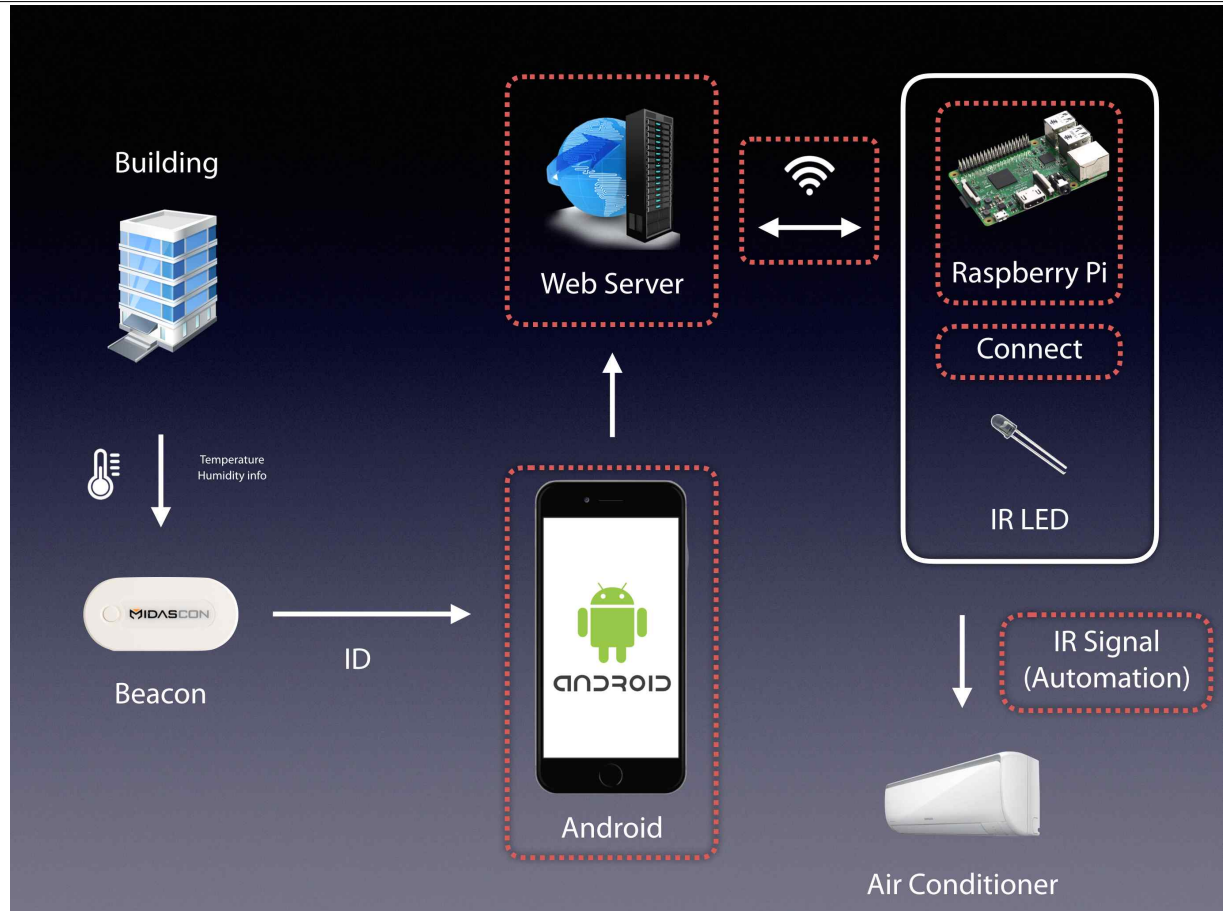 Building
Temperature
Humidity info
MIDASCON
Beacon
ID
Web Server
ANDROID
Android
Raspberry Pi
Connect
IR LED
IR Signal
(Automation)
Air Conditioner